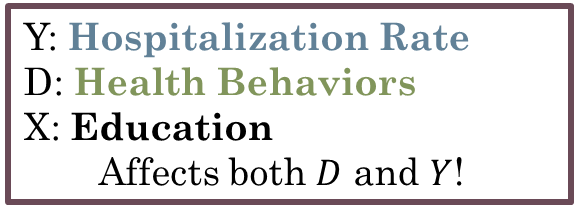 Y: Hospitalization Rate
D: Health Behaviors
X: Education
Affects both D and Y!